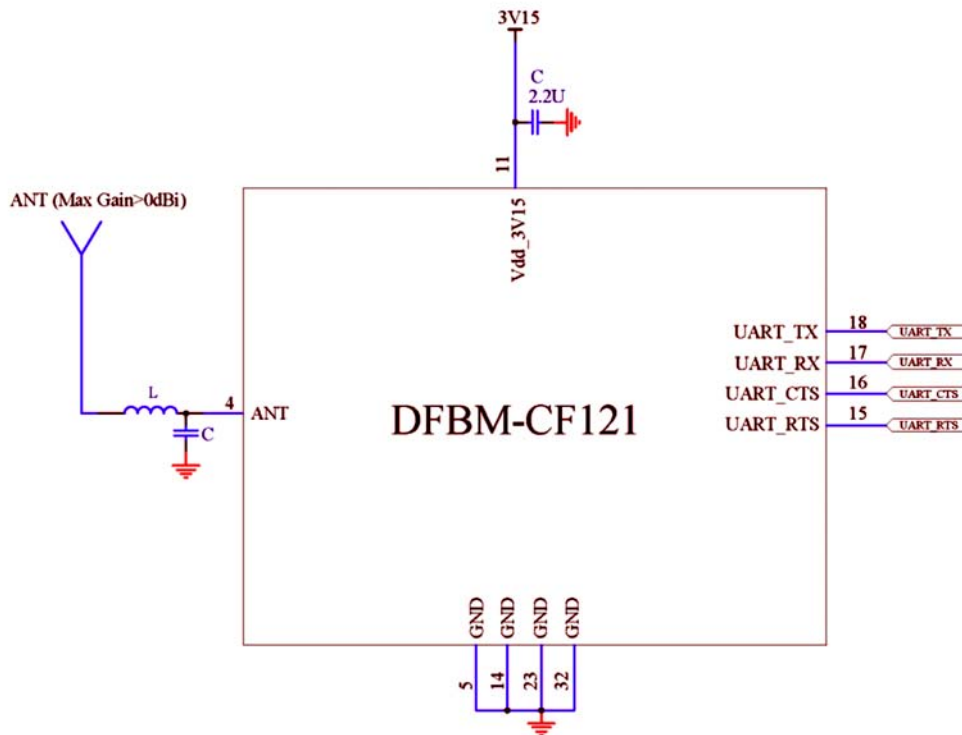 3V15
C
2.2U
11
ANT (Max Gain>0dBi)
Vdd_3V15
UART_TX 18 UART_TX
UART_RX 17 UART_RX
UART_CTS 16 UART_CTS
UART_RTS 15 UART_RTS
L
4 ANT
C
DFBM-CF121
GND GND GND GND
5 14 23 32